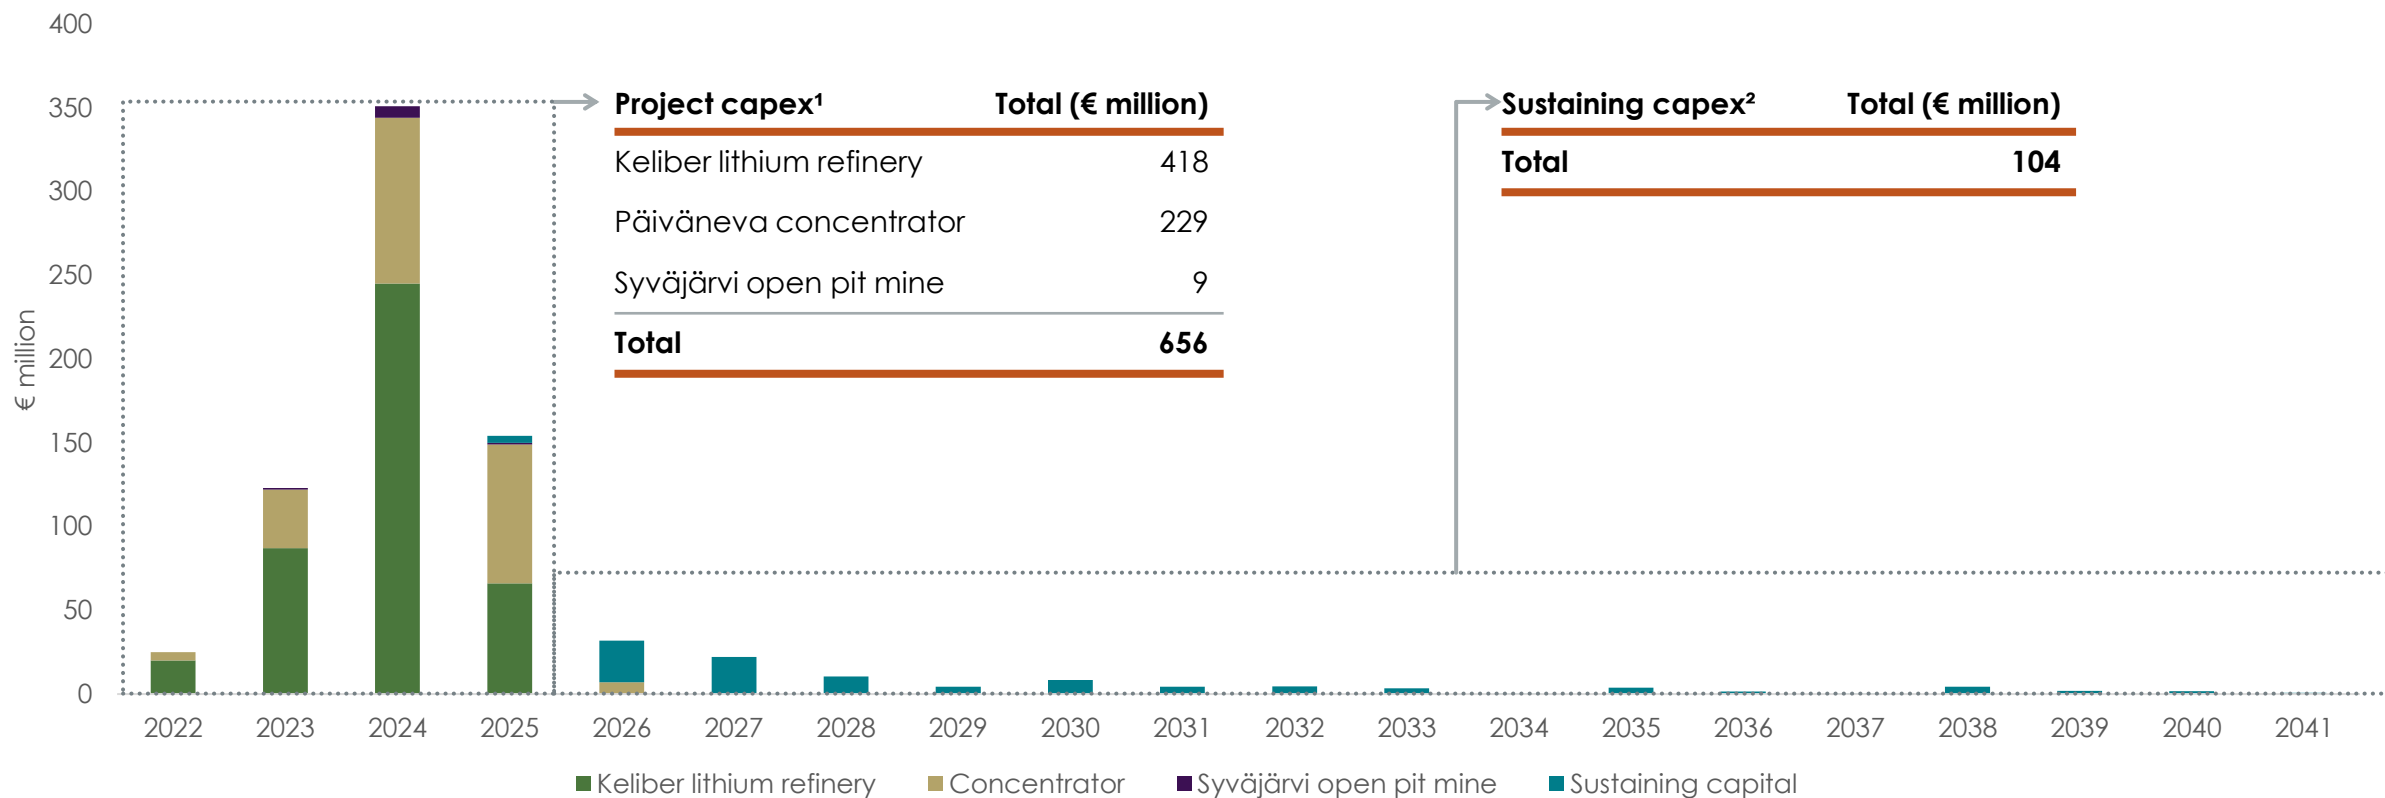 400
350
300
250
200
150
100
50
0
€ million
Project capex¹ Total (€ million)
Keliber lithium refinery 418
Päiväneva concentrator 229
Syväjärvi open pit mine 9
Total 656
Sustaining capex² Total (€ million)
Total 104
2022 2023 2024 2025 2026 2027 2028 2029 2030 2031 2032 2033 2034 2035 2036 2037 2038 2039 2040 2041
Keliber lithium refinery Concentrator Syväjärvi open pit mine Sustaining capital